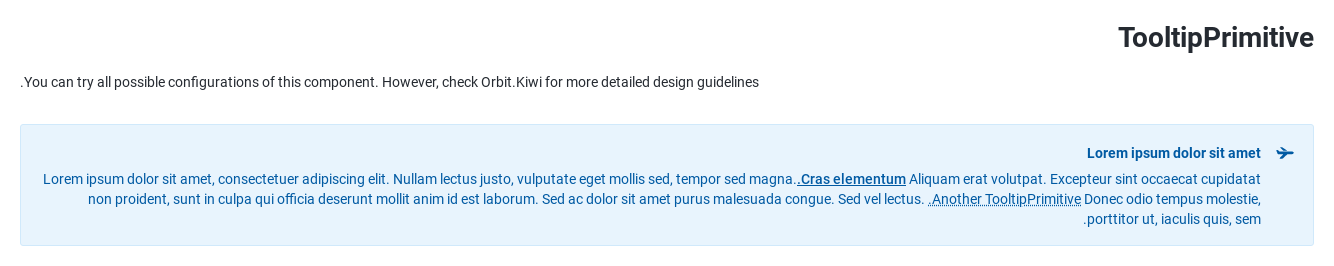 TooltipPrimitive
.You can try all possible configurations of this component. However, check Orbit.Kiwi for more detailed design guidelines
Lorem ipsum dolor sit amet
Lorem ipsum dolor sit amet, consectetuer adipiscing elit. Nullam lectus justo, vulputate eget mollis sed, tempor sed magna..Cras elementum Aliquam erat volutpat. Excepteur sint occaecat cupidatat
non proident, sunt in culpa qui officia deserunt mollit anim id est laborum. Sed ac dolor sit amet purus malesuada congue. Sed vel lectus. .Another TooltipPrimitive Donec odio tempus molestie,
.porttitor ut, iaculis quis, sem